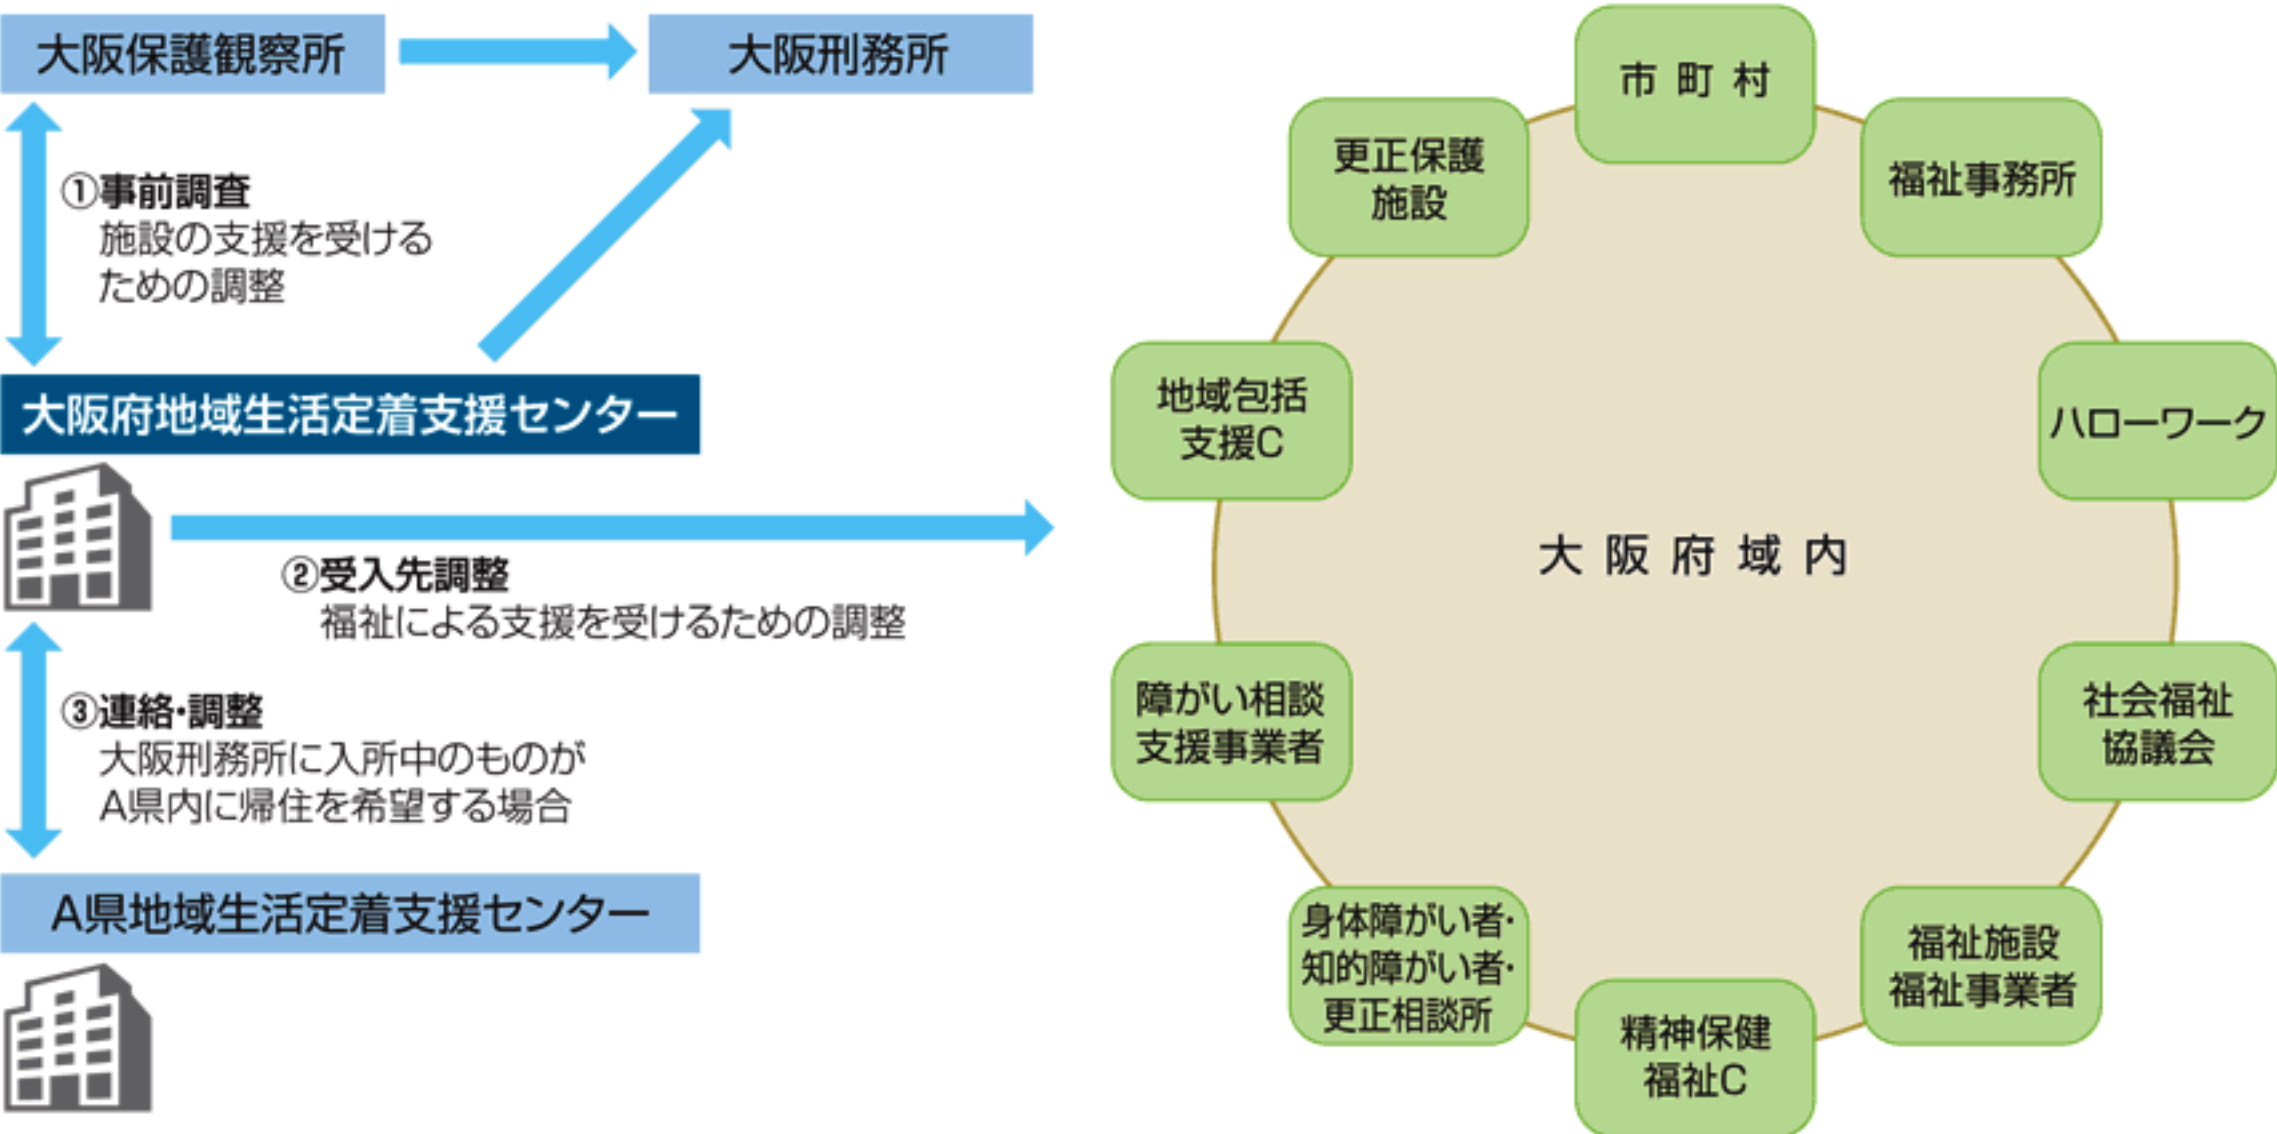 大阪保護観察所
大阪刑務所
①事前調査
施設の支援を受ける
ための調整
大阪府地域生活定着支援センター
②受入先調整
福祉による支援を受けるための調整
③連絡・調整
大阪刑務所に入所中のものが
A県内に帰住を希望する場合
A県地域生活定着支援センター
市町村
福祉事務所
ハローワーク
社会福祉
協議会
福祉施設
福祉事業者
精神保健
福祉C
身体障がい者・
知的障がい者・
更正相談所
障がい相談
支援事業者
地域包括
支援C
更正保護
施設
大阪府域内